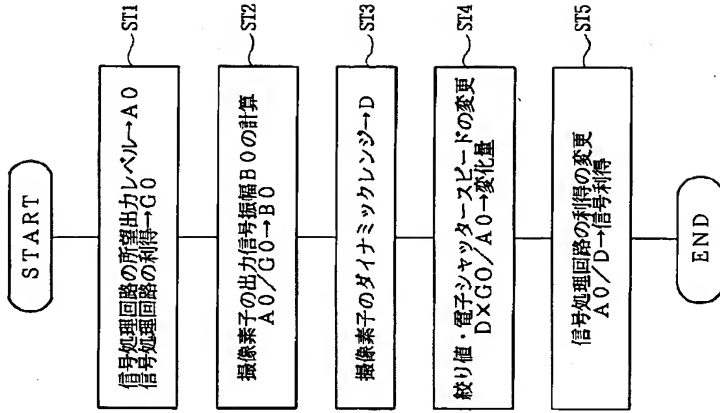 START
信号処理回路の所望出力レベル→A0
信号処理回路の利得→G0
ST1
撮像素子の出力信号振幅B0の計算
A0/G0→B0
ST2
撮像素子のダイナミックレンジ→D
ST3
絞り値・電子シャッタースピードの変更
D×G0/A0→変化量
ST4
信号処理回路の利得の変更
A0/D→信号利得
ST5
END